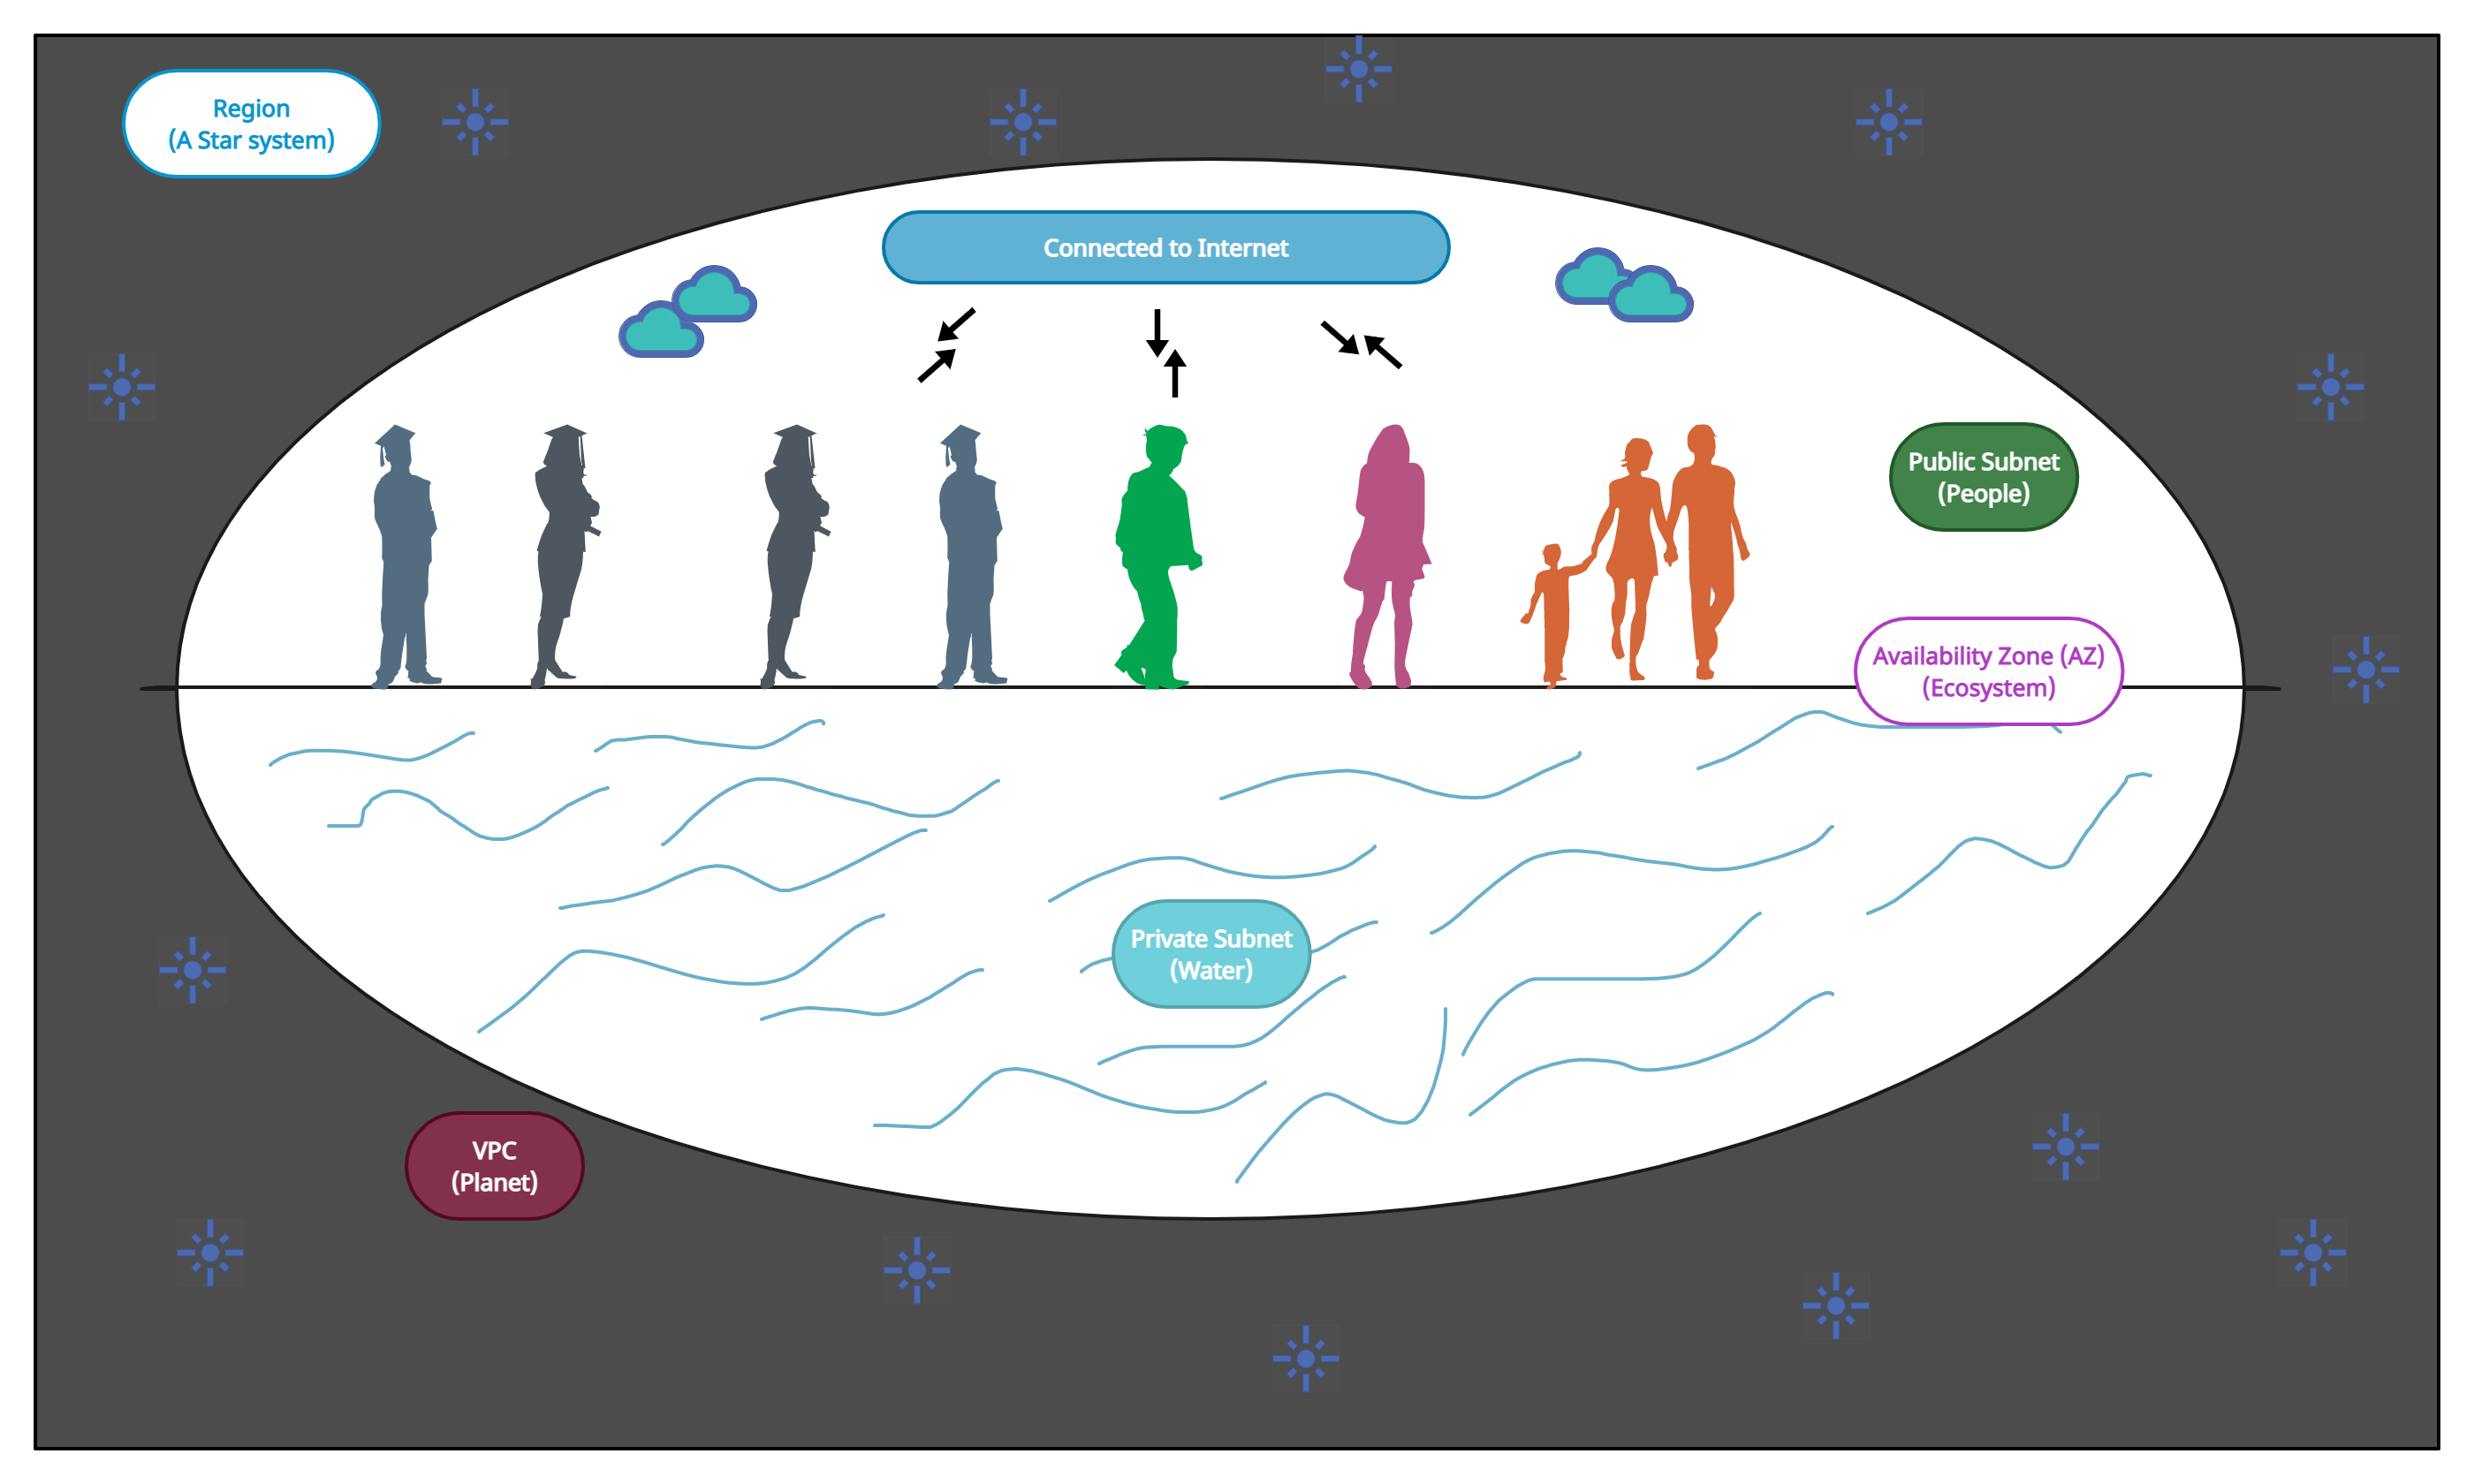 Region
(A Star system)
Connected to Internet
Public Subnet
(People)
Availability Zone (AZ)
(Ecosystem)
Private Subnet
(Water)
VPC
(Planet)